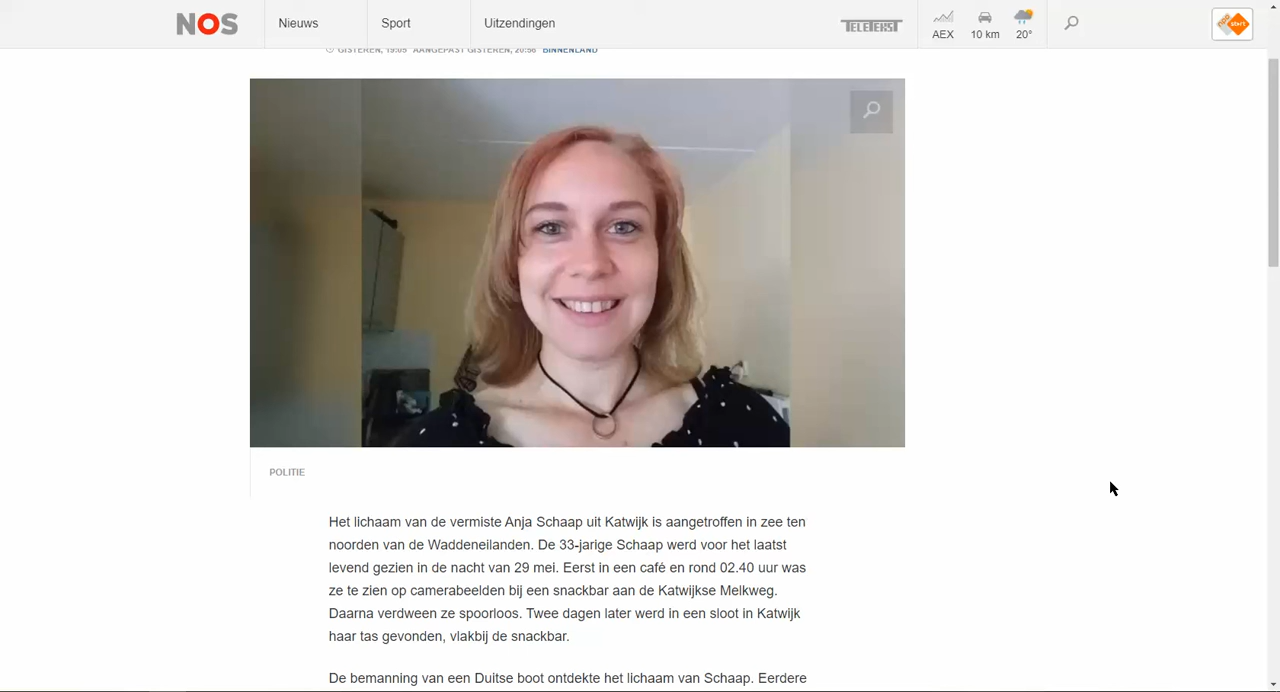 NOS
Nieuws
Sport
Uitzendingen
TELETEKST
AEX
10 km
20°
GISTEREN, 19:05 AANGEPAST GISTEREN, 20:56 BINNENLAND
POLITIE
Het lichaam van de vermiste Anja Schaap uit Katwijk is aangetroffen in zee ten
noorden van de Waddeneilanden. De 33-jarige Schaap werd voor het laatst
levend gezien in de nacht van 29 mei. Eerst in een café en rond 02.40 uur was
ze te zien op camerabeelden bij een snackbar aan de Katwijkse Melkweg.
Daarna verdween ze spoorloos. Twee dagen later werd in een sloot in Katwijk
haar tas gevonden, vlakbij de snackbar.
De bemanning van een Duitse boot ontdekte het lichaam van Schaap. Eerdere